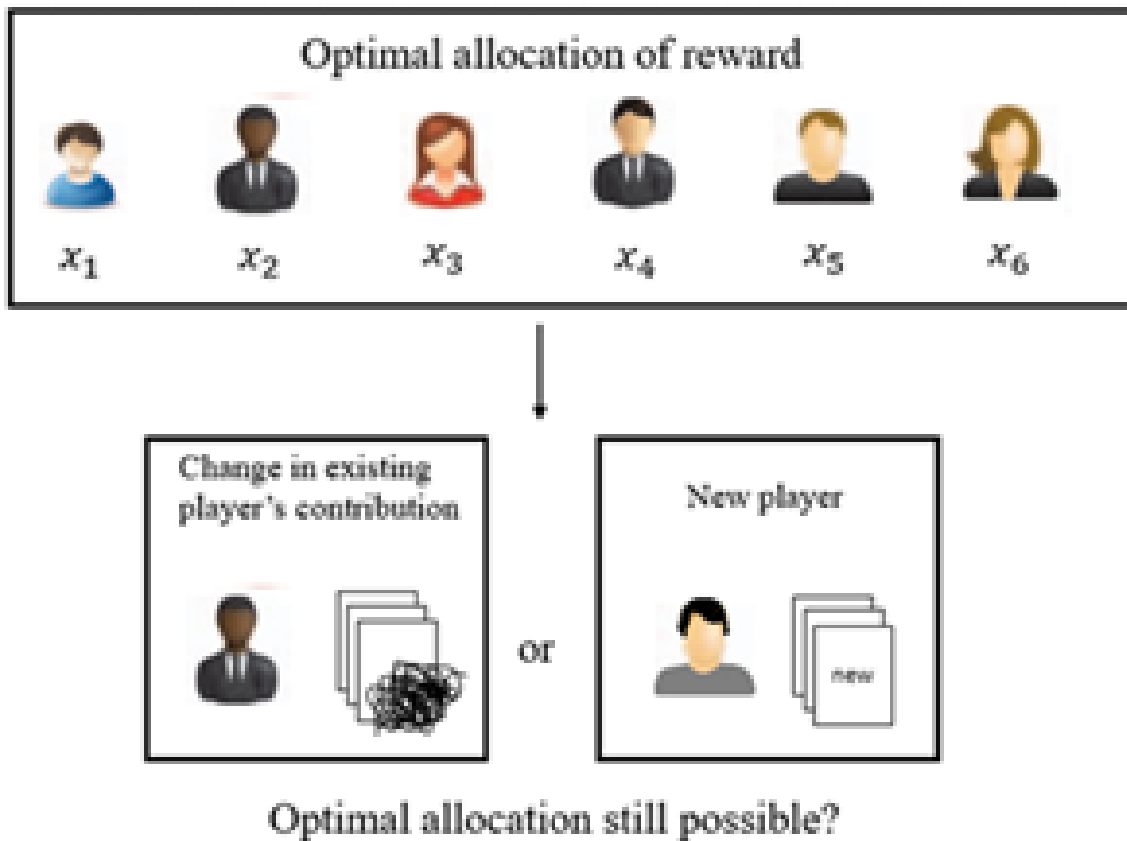 Optimal allocation of reward
x₁ x₂ x₃ x₄ x₅ x₆
Change in existing
player's contribution
New player
or
new
Optimal allocation still possible?